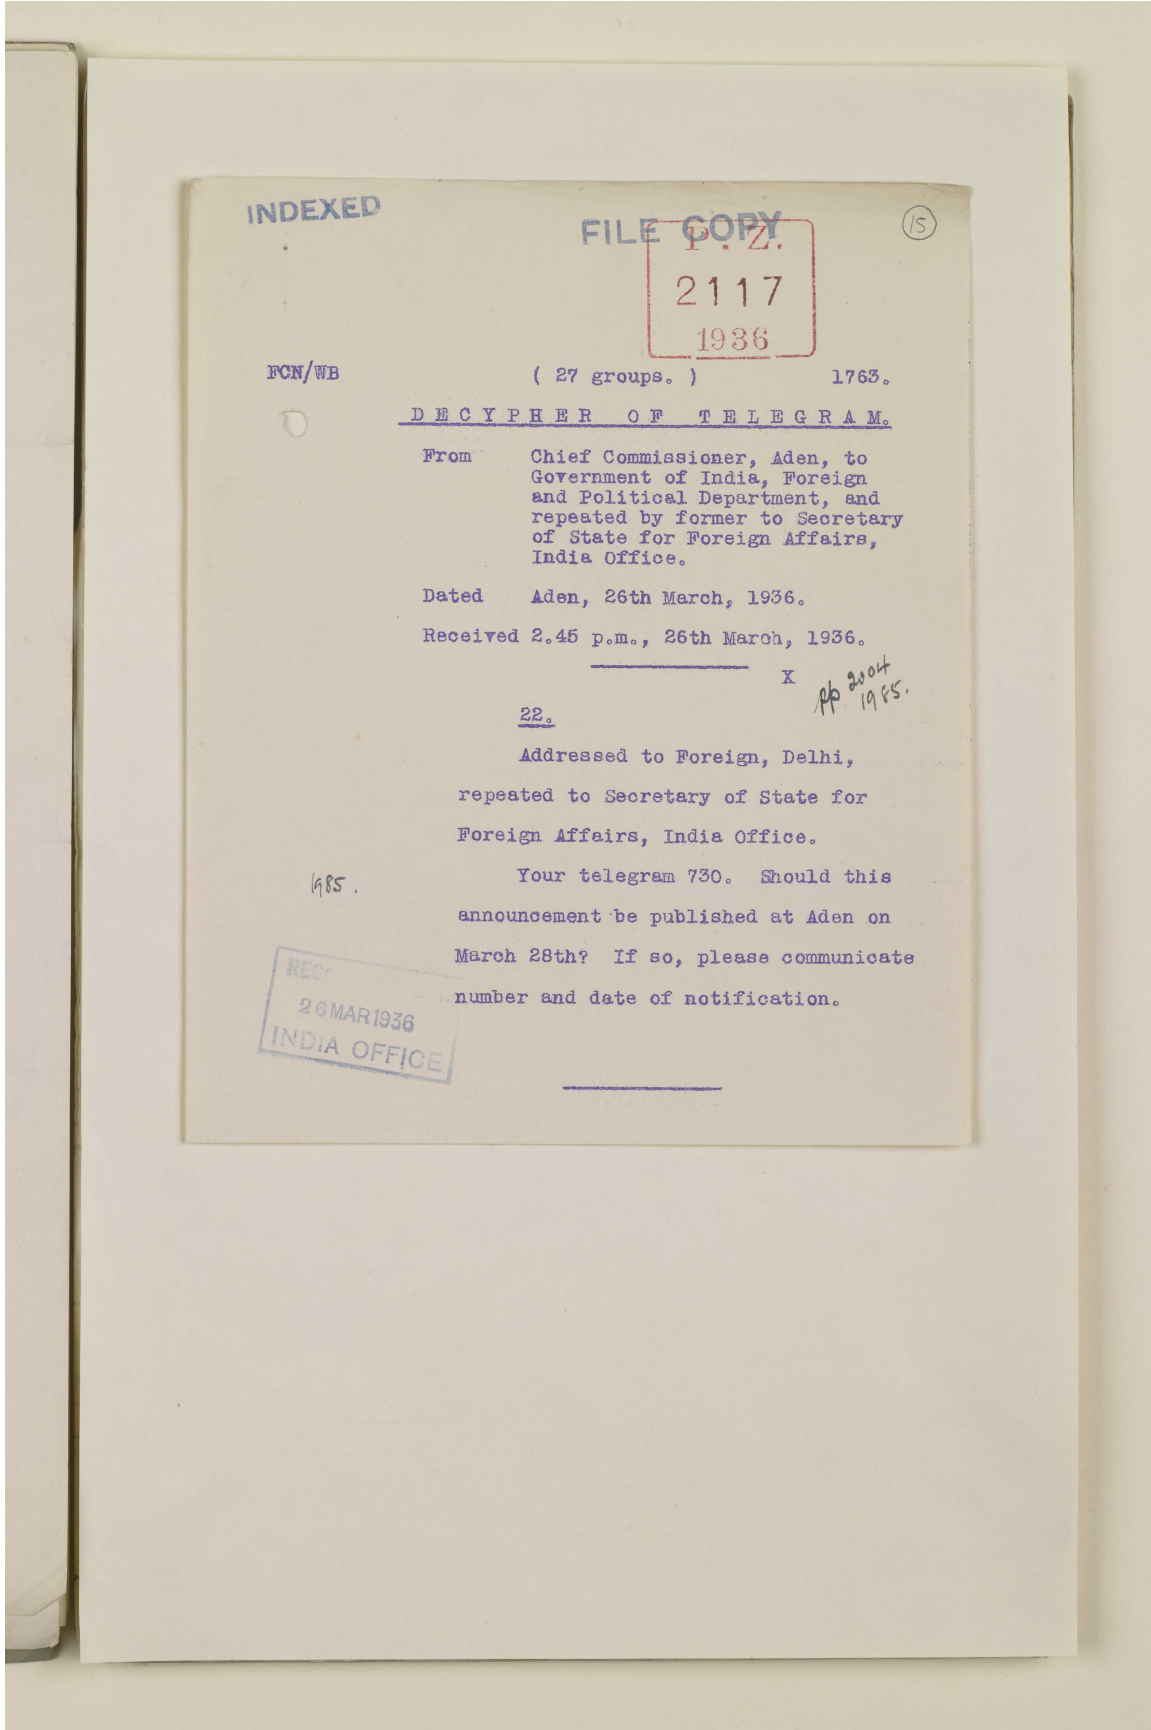 INDEXED
FILE COPY
15
P. Z.
2117
1936
FCN/WB ( 27 groups. ) 1763.
DECYPHER OF TELEGRAM.
From Chief Commissioner, Aden, to
Government of India, Foreign
and Political Department, and
repeated by former to Secretary
of State for Foreign Affairs,
India Office.
Dated Aden, 26th March, 1936.
Received 2.45 p.m., 26th March, 1936.
X
pp 2004
1985.
22.
Addressed to Foreign, Delhi,
repeated to Secretary of State for
Foreign Affairs, India Office.
1985.
Your telegram 730. Should this
announcement be published at Aden on
March 28th? If so, please communicate
number and date of notification.
26 MAR 1936
INDIA OFFICE